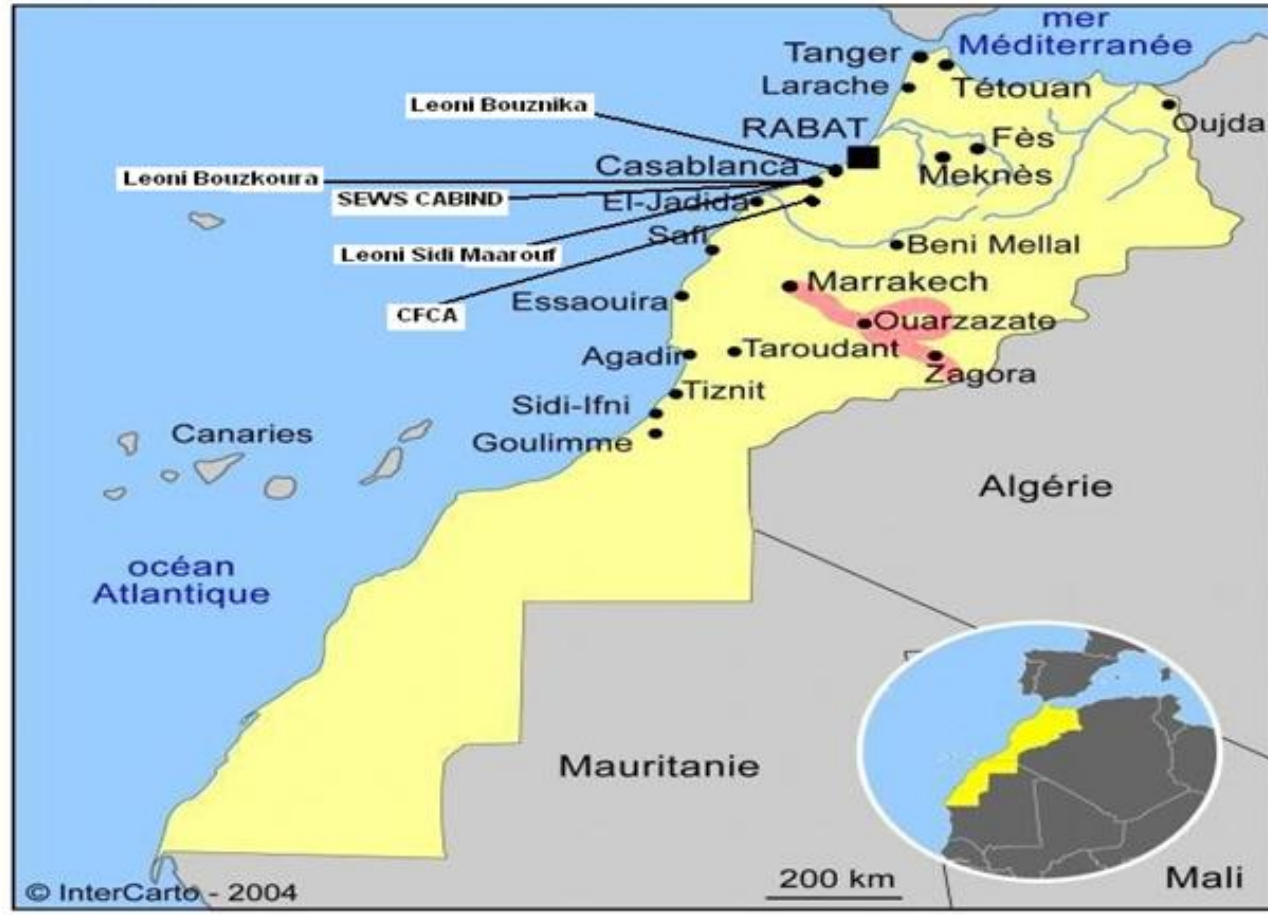 mer
Méditerranée
Tanger
Tétouan
Larache
Oujda
Leoni Bouznika
RABAT
Fès
Casablanca
Meknès
Leoni Bouzkoura
SEWS CABIND
El-Jadida
Safi
Beni Mellal
Leoni Sidi Maarouf
Marrakech
Essaouira
CFCA
Ouarzazate
Agadir
Taroudant
Zagora
Tiznit
Sidi-Ifni
Goulimme
Canaries
Algérie
océan
Atlantique
Mauritanie
200 km
Mali
© InterCarto - 2004